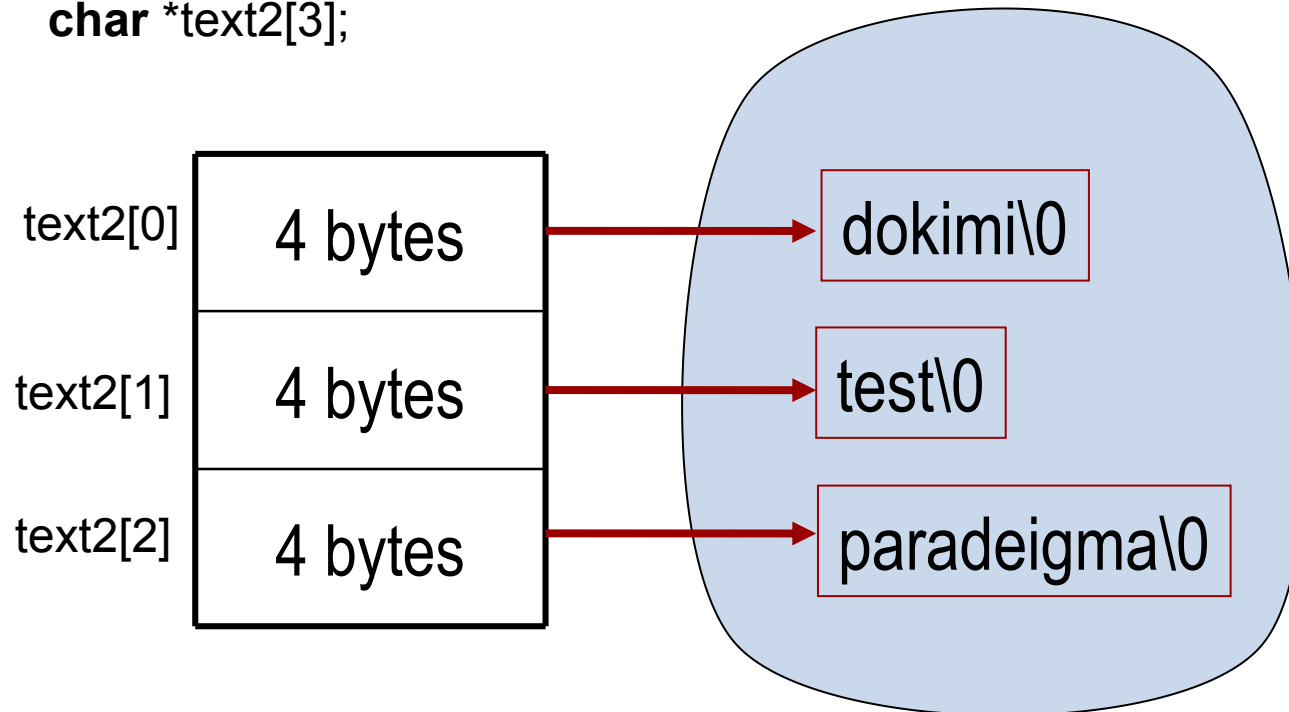 char *text2[3];
text2[0] 4 bytes dokimi\0
text2[1] 4 bytes test\0
text2[2] 4 bytes paradeigma\0